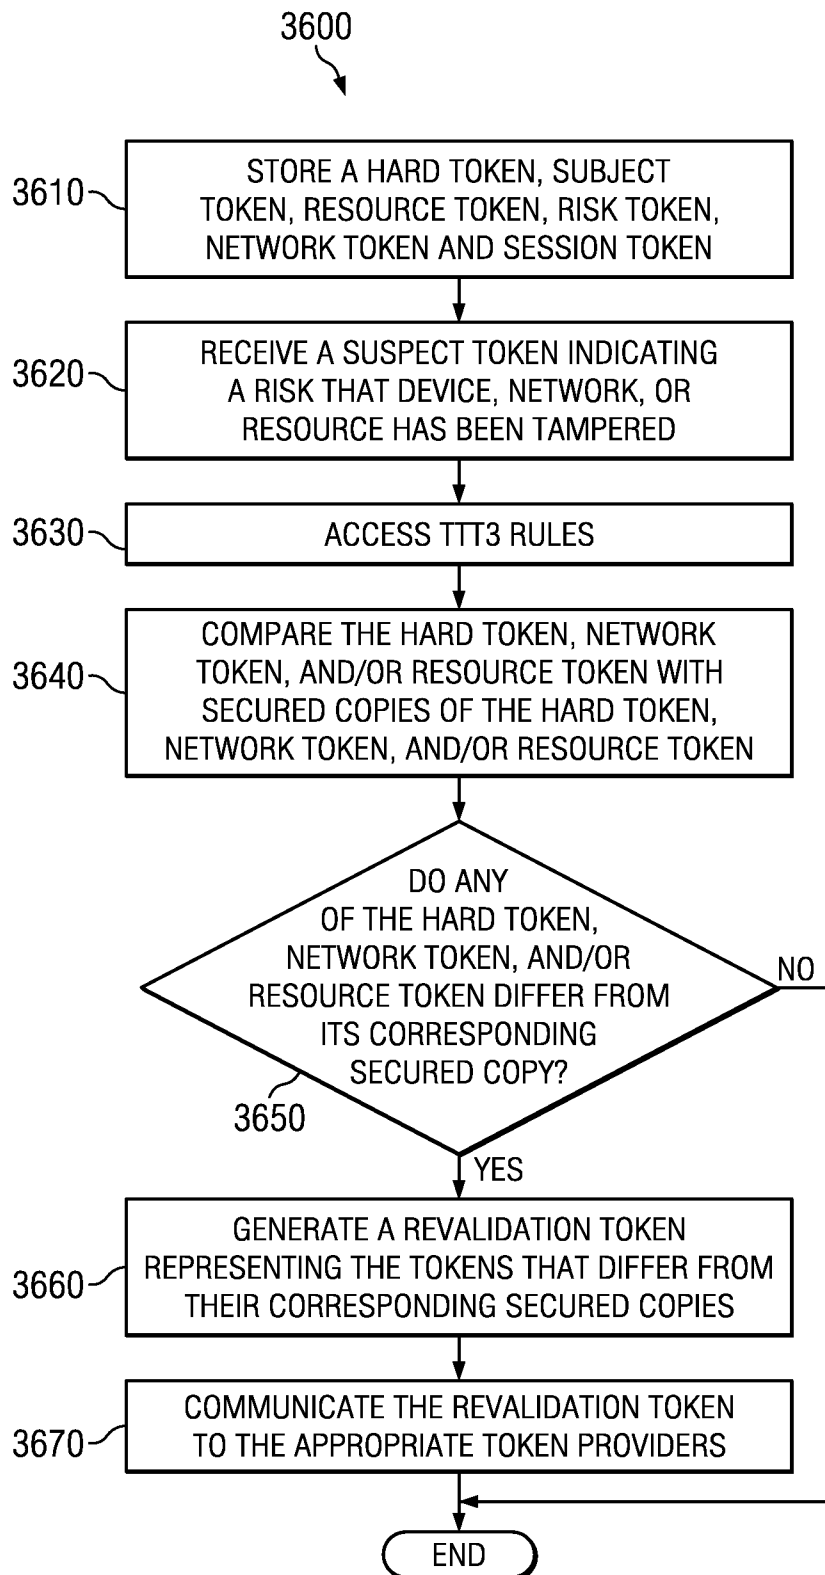 3600
3610
STORE A HARD TOKEN, SUBJECT
TOKEN, RESOURCE TOKEN, RISK TOKEN,
NETWORK TOKEN AND SESSION TOKEN
3620
RECEIVE A SUSPECT TOKEN INDICATING
A RISK THAT DEVICE, NETWORK, OR
RESOURCE HAS BEEN TAMPERED
3630
ACCESS TTT3 RULES
3640
COMPARE THE HARD TOKEN, NETWORK
TOKEN, AND/OR RESOURCE TOKEN WITH
SECURED COPIES OF THE HARD TOKEN,
NETWORK TOKEN, AND/OR RESOURCE TOKEN
DO ANY
OF THE HARD TOKEN,
NETWORK TOKEN, AND/OR
RESOURCE TOKEN DIFFER FROM
ITS CORRESPONDING
SECURED COPY?
NO
3650
YES
3660
GENERATE A REVALIDATION TOKEN
REPRESENTING THE TOKENS THAT DIFFER FROM
THEIR CORRESPONDING SECURED COPIES
3670
COMMUNICATE THE REVALIDATION TOKEN
TO THE APPROPRIATE TOKEN PROVIDERS
END